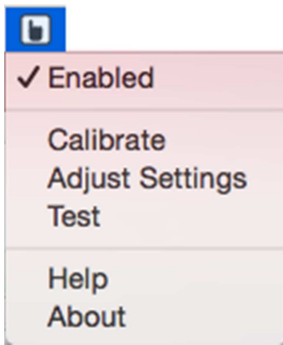 ✓ Enabled
Calibrate
Adjust Settings
Test
Help
About